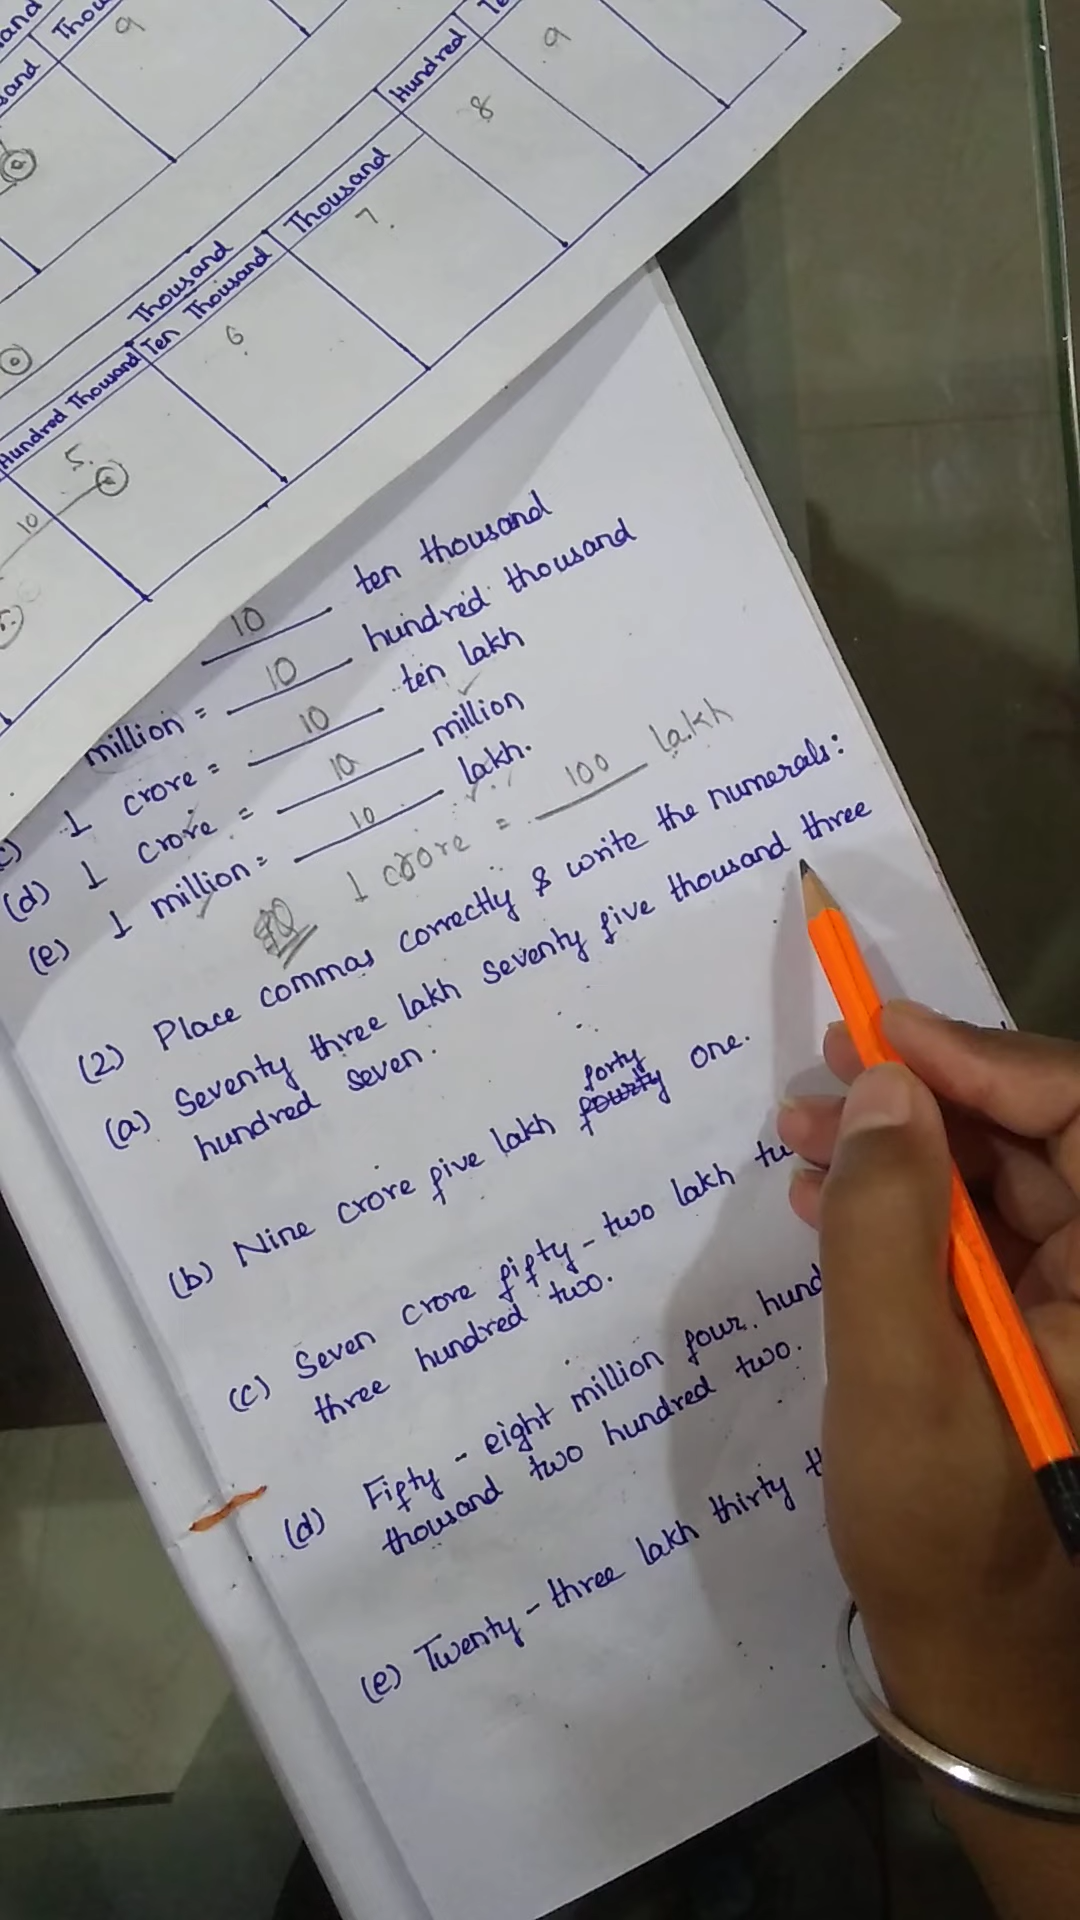 Thousand
9
Hundred
8
9
Thousand
Hundred Thousand Ten Thousand Thousand
5. 6 7.
10
10 ten thousand
million = 10 hundred thousand
1 crore = 10 ten lakh
(d) 1 crore = 10 million
(e) 1 million = 10 lakh.
1 crore = 100 lakh
(2) Place commas correctly & write the numerals:
(a) Seventy three lakh seventy five thousand three
hundred seven.
forty
(b) Nine crore five lakh fourty one.
(c) Seven crore fifty-two lakh
three hundred two.
(d) Fifty-eight million four
thousand two hundred two.
(e) Twenty-three lakh thirty